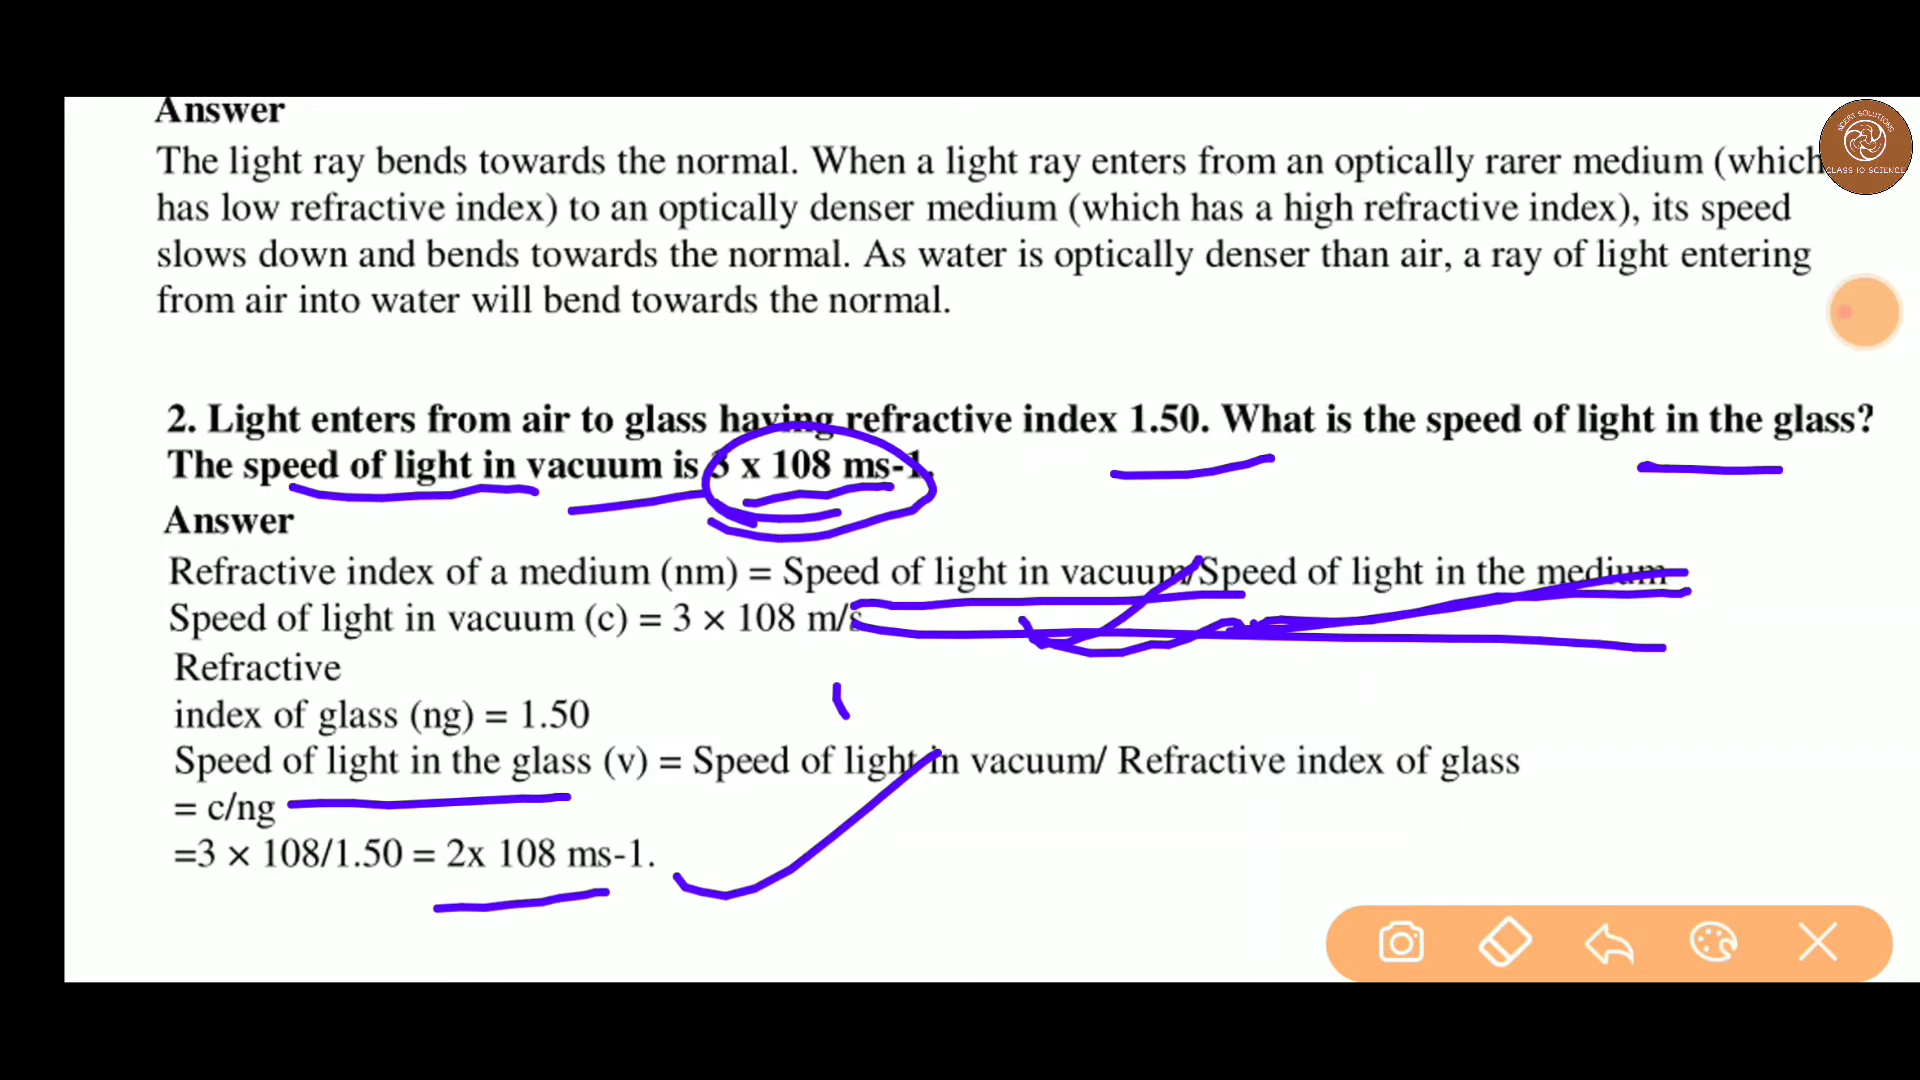 Answer
The light ray bends towards the normal. When a light ray enters from an optically rarer medium (which
has low refractive index) to an optically denser medium (which has a high refractive index), its speed
slows down and bends towards the normal. As water is optically denser than air, a ray of light entering
from air into water will bend towards the normal.
NCERT SOLUTIONS
CLASS 10 SCIENCE
2. Light enters from air to glass having refractive index 1.50. What is the speed of light in the glass?
The speed of light in vacuum is 3 x 108 ms-1.
Answer
Refractive index of a medium (nm) = Speed of light in vacuum/Speed of light in the medium
Speed of light in vacuum (c) = 3 × 108 m/s
Refractive
index of glass (ng) = 1.50
Speed of light in the glass (v) = Speed of light in vacuum/ Refractive index of glass
= c/ng
=3 × 108/1.50 = 2x 108 ms-1.